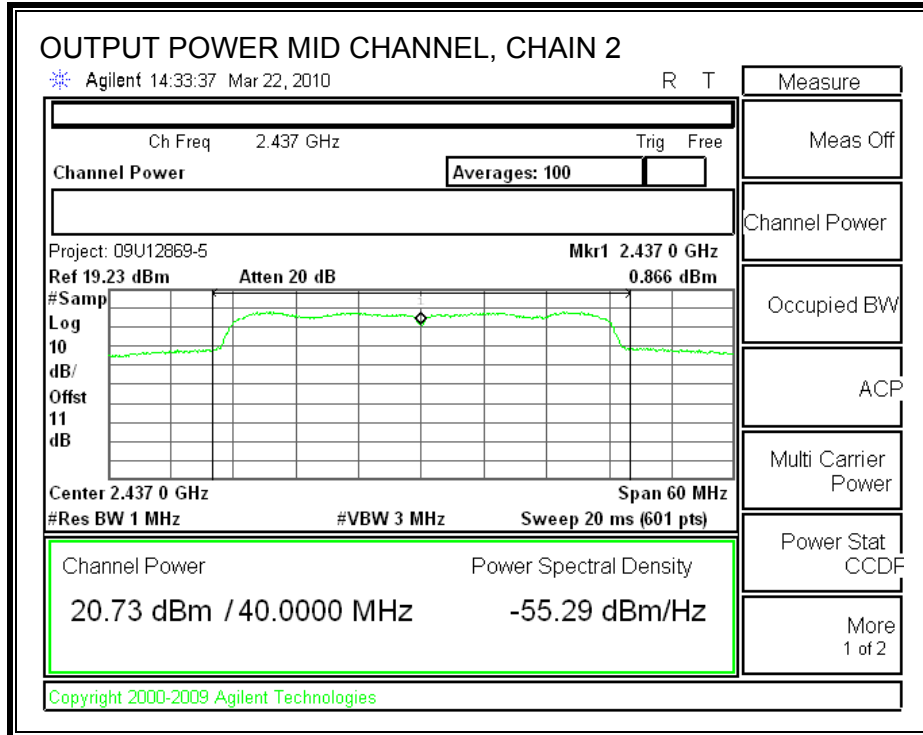 OUTPUT POWER MID CHANNEL, CHAIN 2
Agilent 14:33:37 Mar 22, 2010 R T
Ch Freq 2.437 GHz Trig Free
Channel Power Averages: 100
Project: 09U12869-5 Mkr1 2.437 0 GHz
Ref 19.23 dBm Atten 20 dB 0.866 dBm
#Samp
Log
10
dB/
Offst
11
dB
1
Center 2.437 0 GHz Span 60 MHz
#Res BW 1 MHz #VBW 3 MHz Sweep 20 ms (601 pts)
Channel Power Power Spectral Density
20.73 dBm / 40.0000 MHz -55.29 dBm/Hz
Copyright 2000-2009 Agilent Technologies
Measure
Meas Off
Channel Power
Occupied BW
ACP
Multi Carrier
Power
Power Stat
CCDF
More
1 of 2